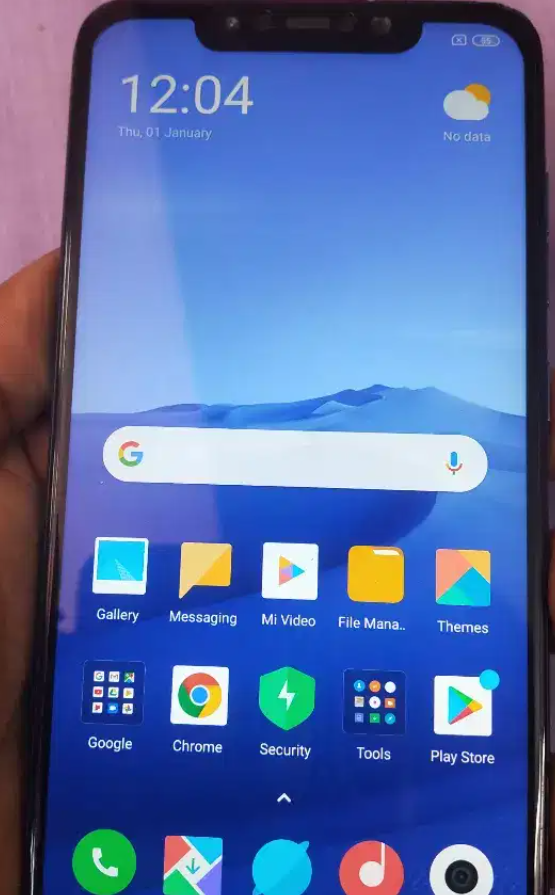 12:04
Thu, 01 January
No data
Gallery
Messaging
Mi Video
File Mana..
Themes
Google
Chrome
Security
Tools
Play Store